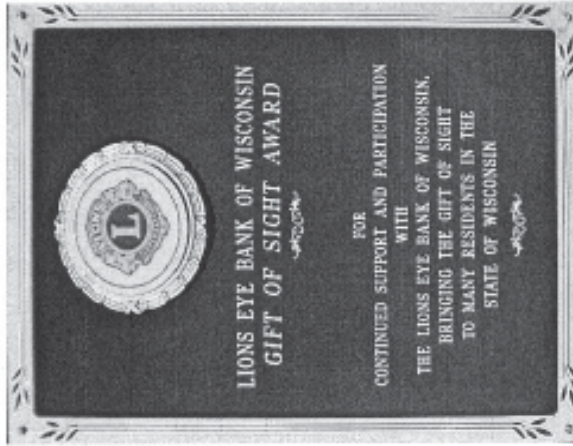 L
LIONS EYE BANK OF WISCONSIN
GIFT OF SIGHT AWARD
FOR
CONTINUED SUPPORT AND PARTICIPATION
WITH
THE LIONS EYE BANK OF WISCONSIN,
BRINGING THE GIFT OF SIGHT
TO MANY RESIDENTS IN THE
STATE OF WISCONSIN